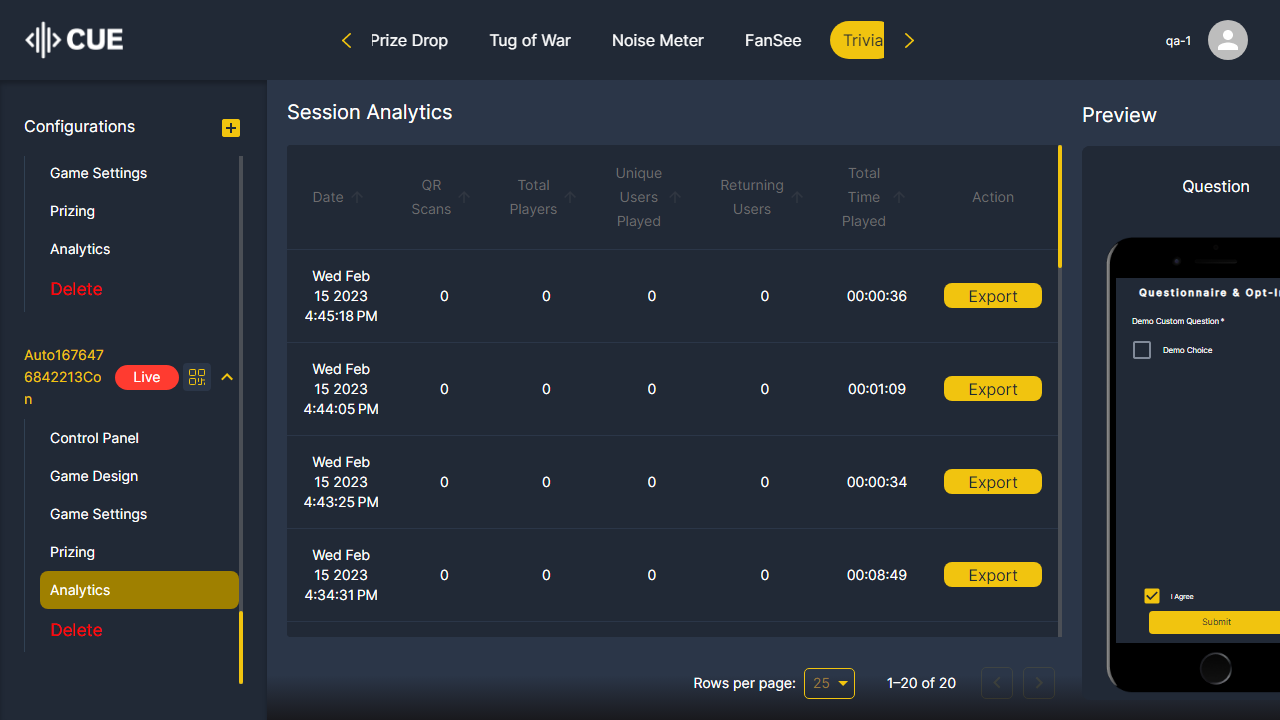 CUE
Prize Drop
Tug of War
Noise Meter
FanSee
Trivia
qa-1
Configurations
Game Settings
Prizing
Analytics
Delete
Auto167647
6842213Co
n
Live
Control Panel
Game Design
Game Settings
Prizing
Analytics
Delete
Session Analytics
Date
QR
Scans
Total
Players
Unique
Users
Played
Returning
Users
Total
Time
Played
Action
Wed Feb
15 2023
4:45:18 PM
0
0
0
0
00:00:36
Export
Wed Feb
15 2023
4:44:05 PM
0
0
0
0
00:01:09
Export
Wed Feb
15 2023
4:43:25 PM
0
0
0
0
00:00:34
Export
Wed Feb
15 2023
4:34:31 PM
0
0
0
0
00:08:49
Export
Rows per page:
25
1–20 of 20
Preview
Question
Questionnaire & Opt-I
Demo Custom Question *
Demo Choice
I Agree
Submit